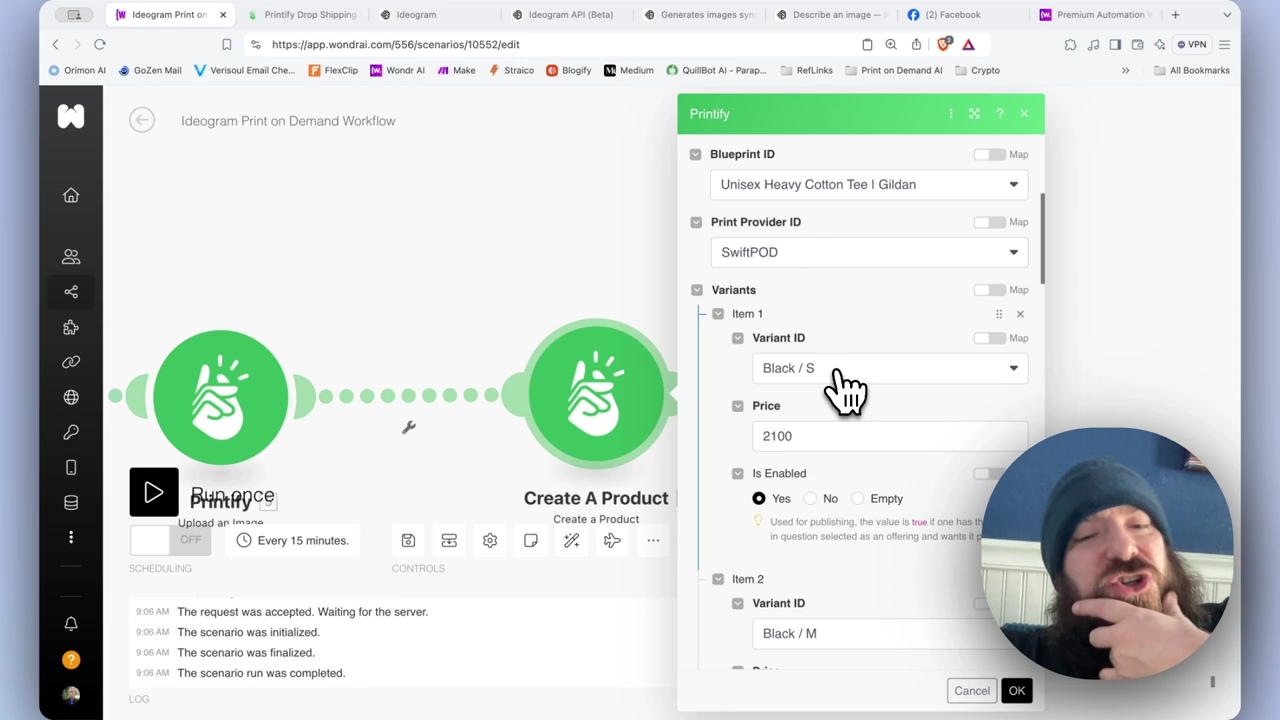 Ideogram Print on
Printify Drop Shipping
Ideogram
Ideogram API (Beta)
Generates images syn
Describe an image —
(2) Facebook
Premium Automation
https://app.wondrai.com/556/scenarios/10552/edit
VPN
Orimon AI
GoZen Mail
Verisoul Email Che...
FlexClip
Wondr AI
Make
Straico
Blogify
Medium
QuillBot AI - Parap...
RefLinks
Print on Demand AI
Crypto
All Bookmarks
Ideogram Print on Demand Workflow
Printify
Blueprint ID
Map
Unisex Heavy Cotton Tee | Gildan
Print Provider ID
Map
SwiftPOD
Variants
Map
Item 1
Variant ID
Map
Black / S
Price
2100
Is Enabled
Yes
No
Empty
Used for publishing, the value is true if one has th
in question selected as an offering and wants it p
Item 2
Variant ID
Black / M
Cancel
OK
Run once
Printify
Upload an Image
Create A Product
Create a Product
OFF
Every 15 minutes.
SCHEDULING
CONTROLS
9:06 AM The request was accepted. Waiting for the server.
9:06 AM The scenario was initialized.
9:06 AM The scenario was finalized.
9:06 AM The scenario run was completed.
LOG